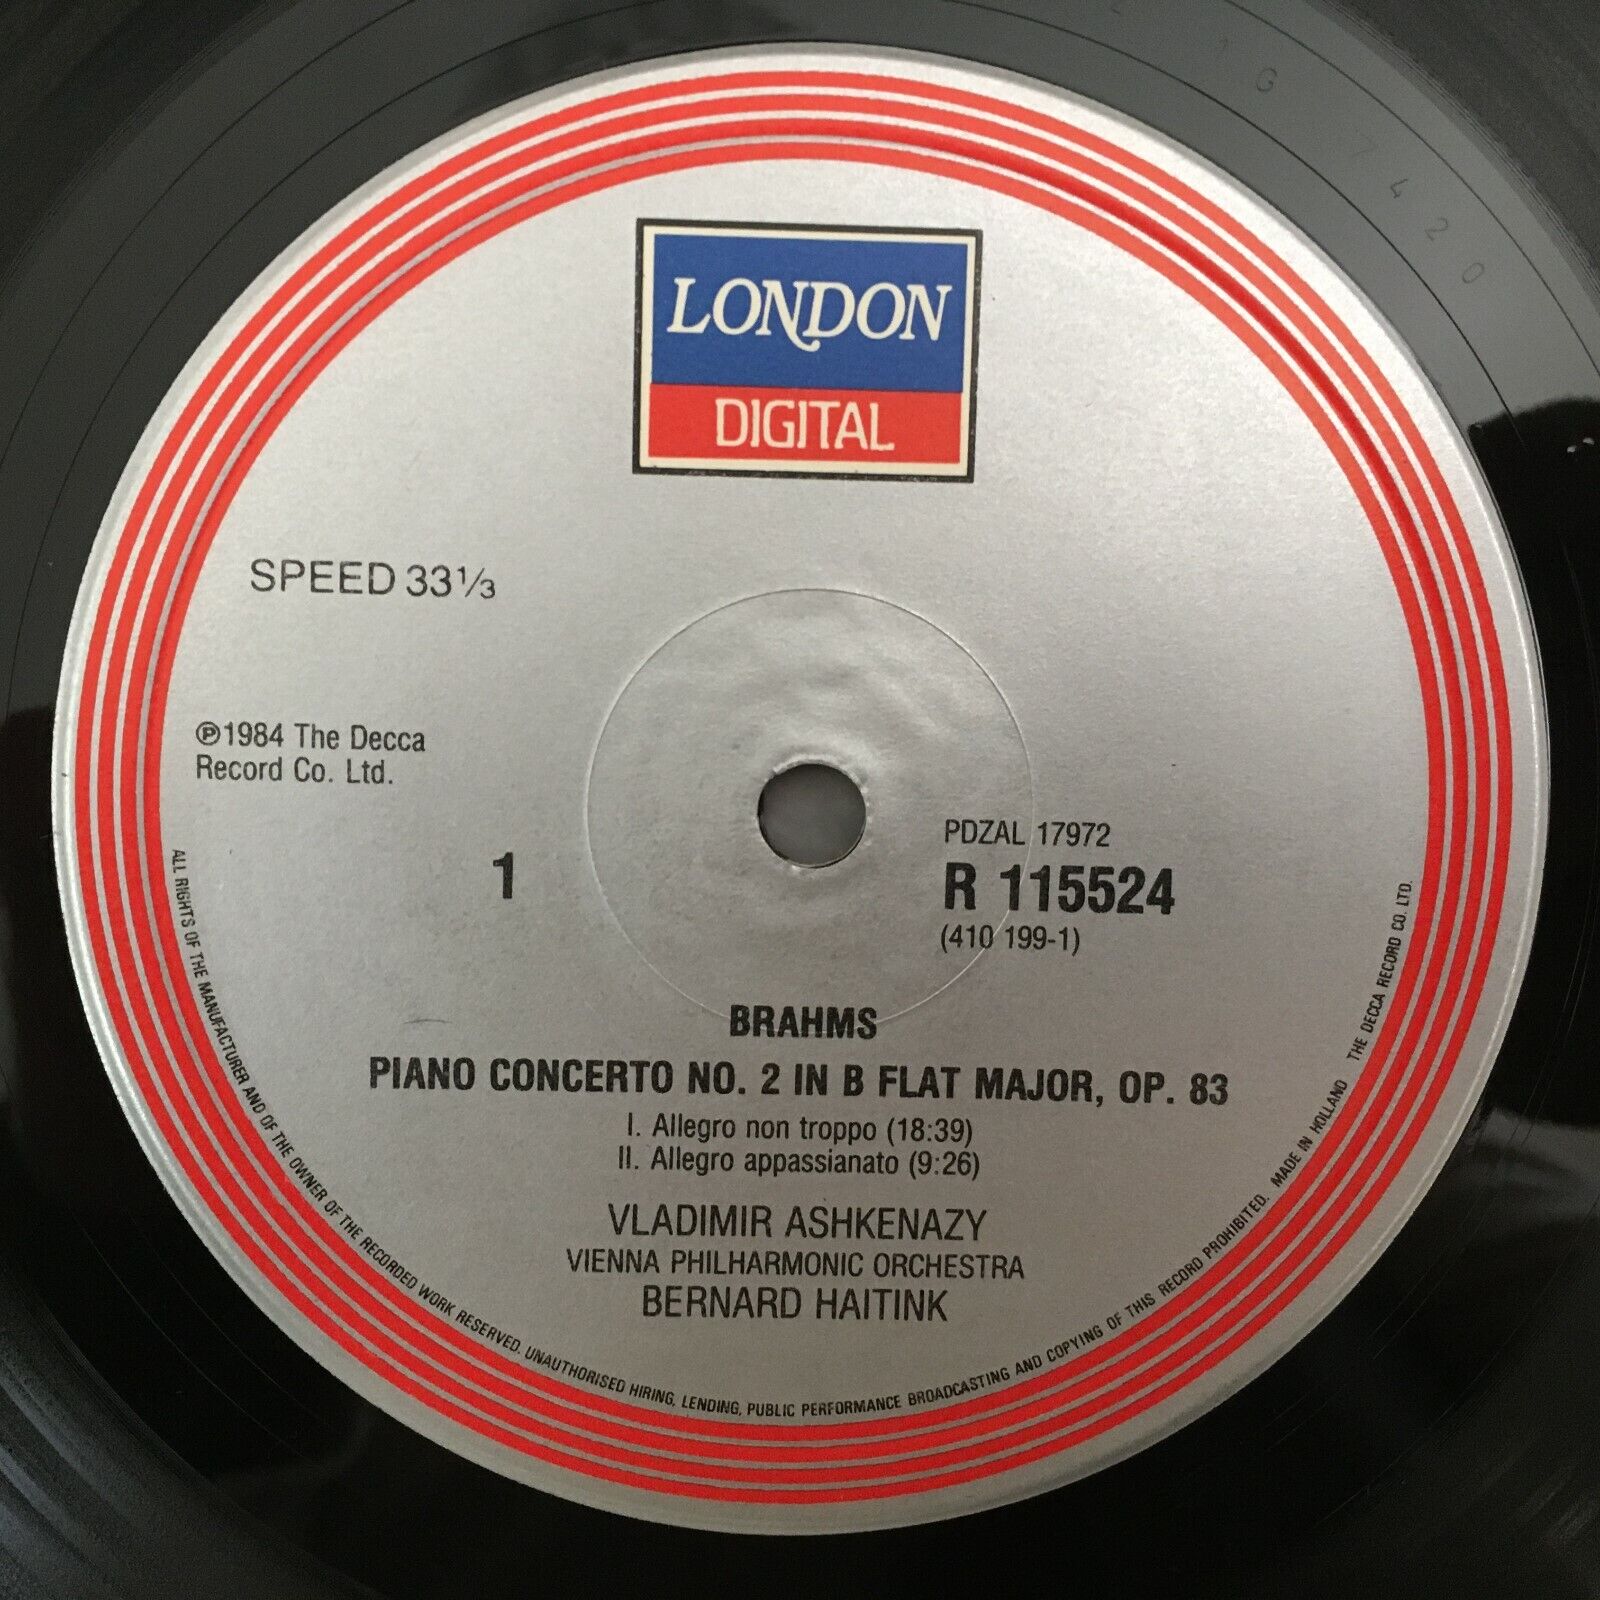 LONDON
DIGITAL
SPEED 33⅓
℗1984 The Decca
Record Co. Ltd.
1
PDZAL 17972
R 115524
(410 199-1)
BRAHMS
PIANO CONCERTO NO. 2 IN B FLAT MAJOR, OP. 83
I. Allegro non troppo (18:39)
II. Allegro appassianato (9:26)
VLADIMIR ASHKENAZY
VIENNA PHILHARMONIC ORCHESTRA
BERNARD HAITINK
ALL RIGHTS OF THE MANUFACTURER AND OF THE OWNER OF THE RECORDED WORK RESERVED. UNAUTHORISED HIRING, LENDING, PUBLIC PERFORMANCE BROADCASTING AND COPYING OF THIS RECORD PROHIBITED. MADE IN HOLLAND THE DECCA RECORD CO. LTD.
1G 7420